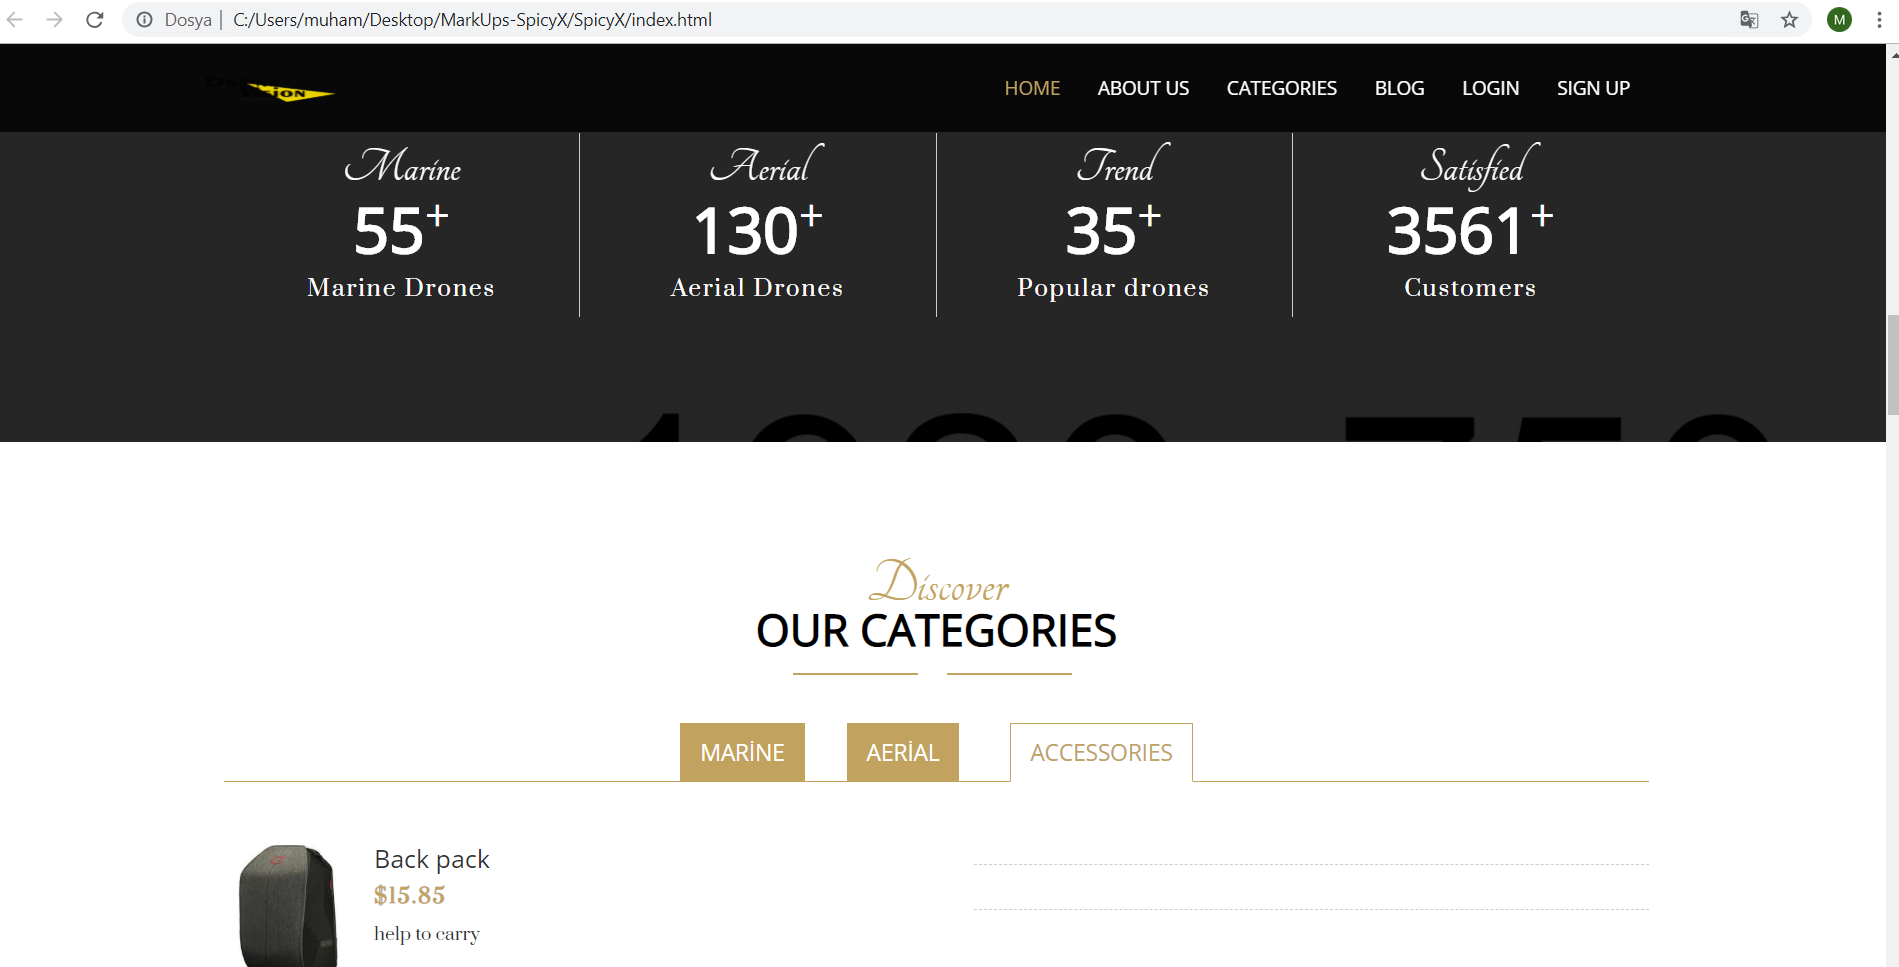 Dosya | C:/Users/muham/Desktop/MarkUps-SpicyX/SpicyX/index.html
M
HOME ABOUT US CATEGORIES BLOG LOGIN SIGN UP
Marine Aerial Trend Satisfied
55+ 130+ 35+ 3561+
Marine Drones Aerial Drones Popular drones Customers
Discover
OUR CATEGORIES
MARİNE AERİAL ACCESSORIES
Back pack
$15.85
help to carry